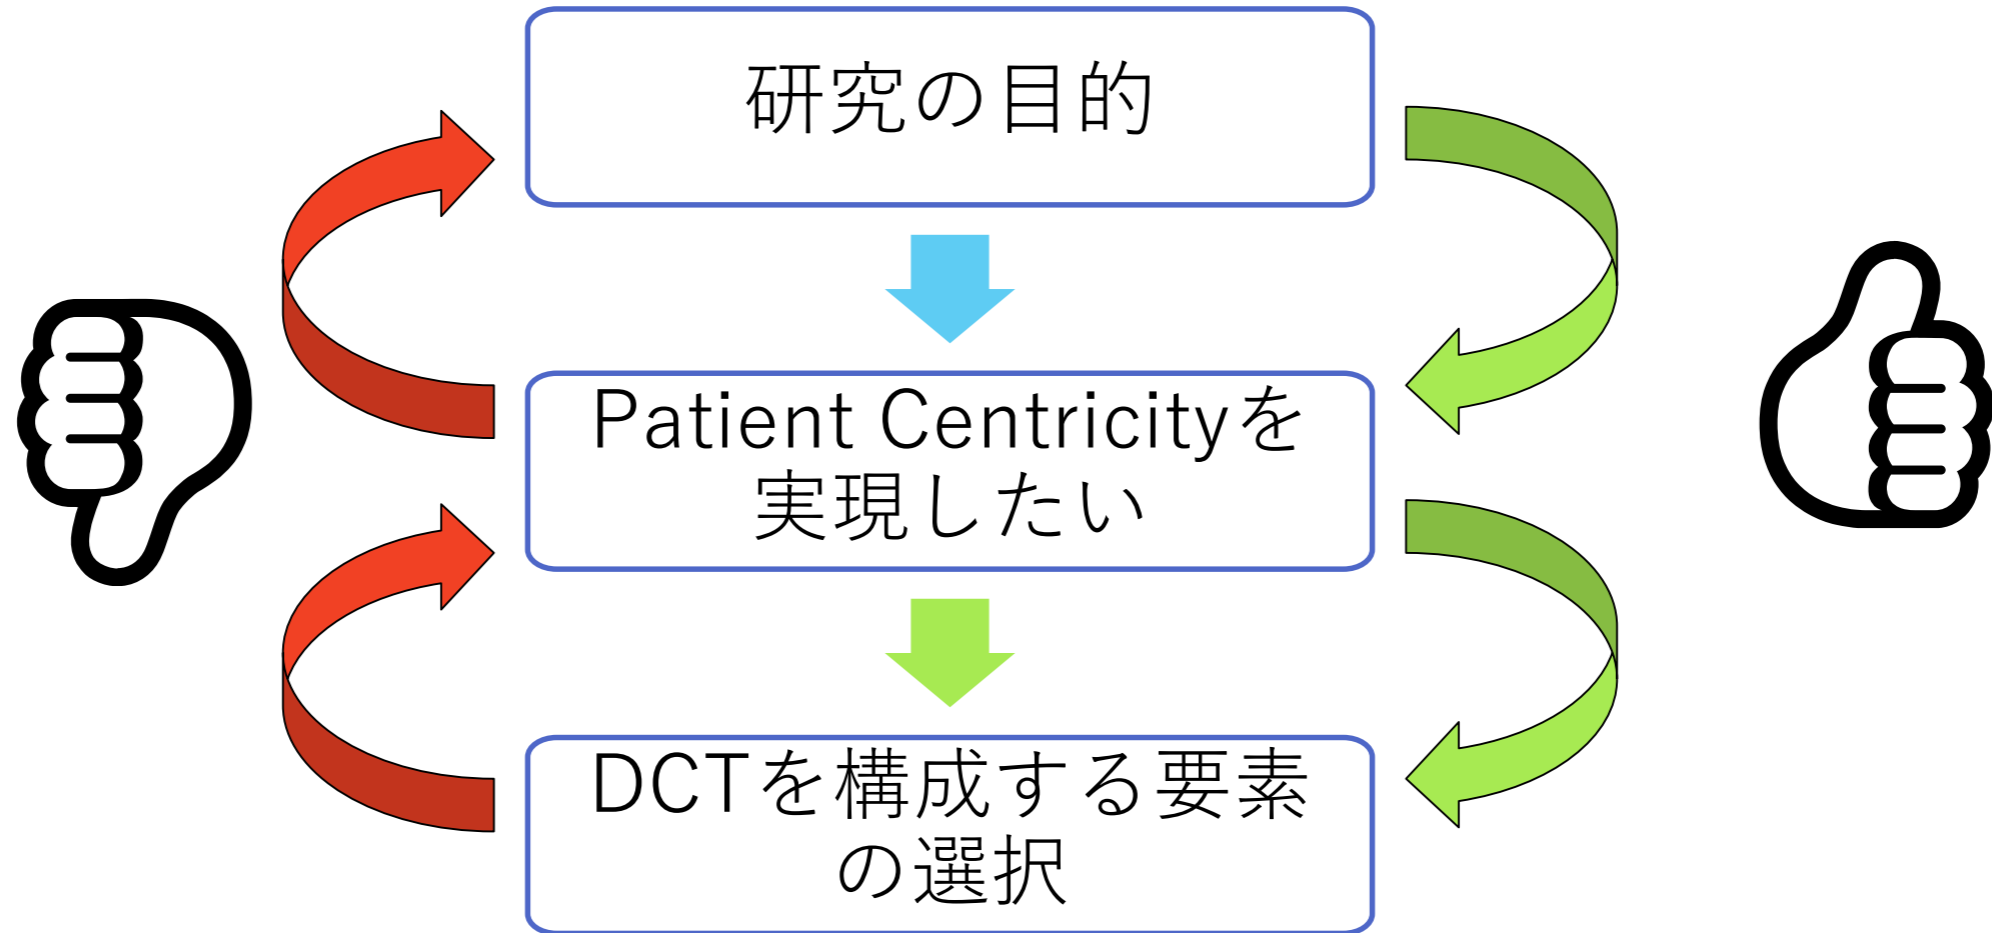 研究の目的
Patient Centricityを
実現したい
DCTを構成する要素
の選択